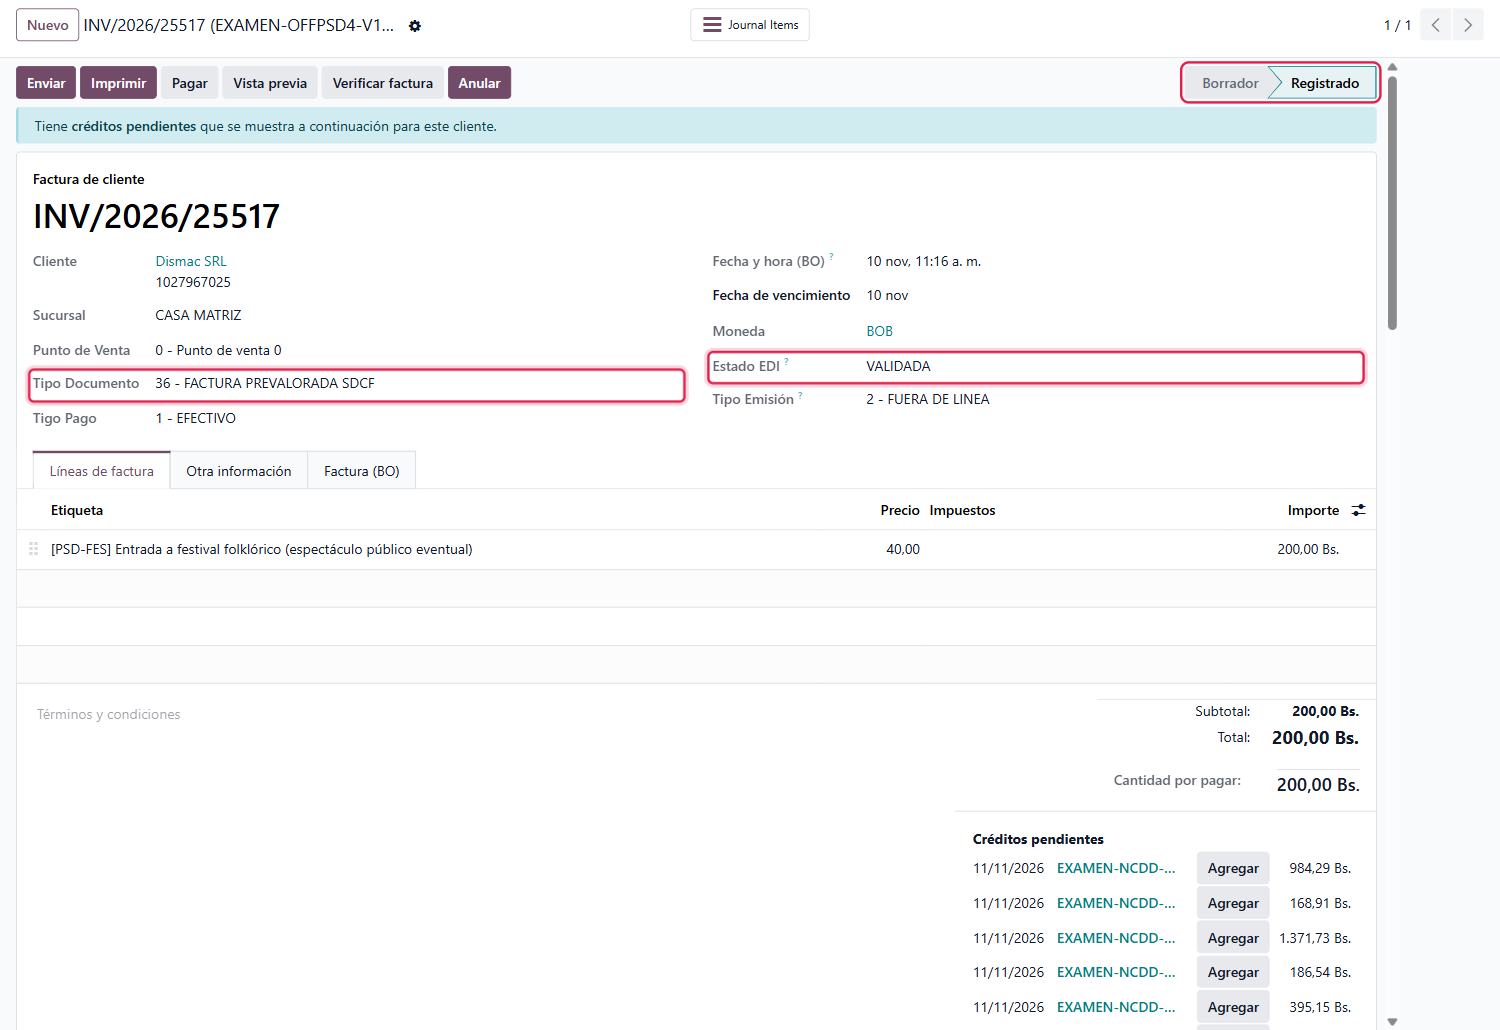 Nuevo INV/2026/25517 (EXAMEN-OFFPSD4-V1... Journal Items 1 / 1
Enviar Imprimir Pagar Vista previa Verificar factura Anular Borrador Registrado
Tiene créditos pendientes que se muestra a continuación para este cliente.
Factura de cliente
INV/2026/25517
Cliente Dismac SRL
1027967025
Sucursal CASA MATRIZ
Punto de Venta 0 - Punto de venta 0
Tipo Documento 36 - FACTURA PREVALORADA SDCF
Tigo Pago 1 - EFECTIVO
Fecha y hora (BO) ? 10 nov, 11:16 a. m.
Fecha de vencimiento 10 nov
Moneda BOB
Estado EDI ? VALIDADA
Tipo Emisión ? 2 - FUERA DE LINEA
Líneas de factura Otra información Factura (BO)
Etiqueta Precio Impuestos Importe
[PSD-FES] Entrada a festival folklórico (espectáculo público eventual) 40,00 200,00 Bs.
Términos y condiciones
Subtotal: 200,00 Bs.
Total: 200,00 Bs.
Cantidad por pagar: 200,00 Bs.
Créditos pendientes
11/11/2026 EXAMEN-NCDD-... Agregar 984,29 Bs.
11/11/2026 EXAMEN-NCDD-... Agregar 168,91 Bs.
11/11/2026 EXAMEN-NCDD-... Agregar 1.371,73 Bs.
11/11/2026 EXAMEN-NCDD-... Agregar 186,54 Bs.
11/11/2026 EXAMEN-NCDD-... Agregar 395,15 Bs.